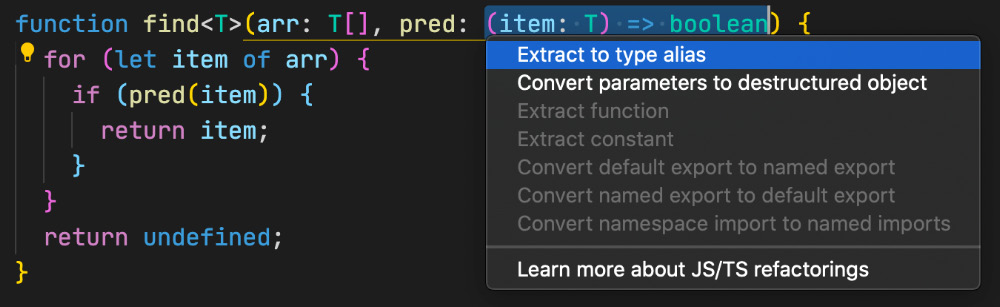 function find<T>(arr: T[], pred: (item: T) => boolean) {
  for (let item of arr) {
    if (pred(item)) {
      return item;
    }
  }
  return undefined;
}
Extract to type alias
Convert parameters to destructured object
Extract function
Extract constant
Convert default export to named export
Convert named export to default export
Convert namespace import to named imports
Learn more about JS/TS refactorings